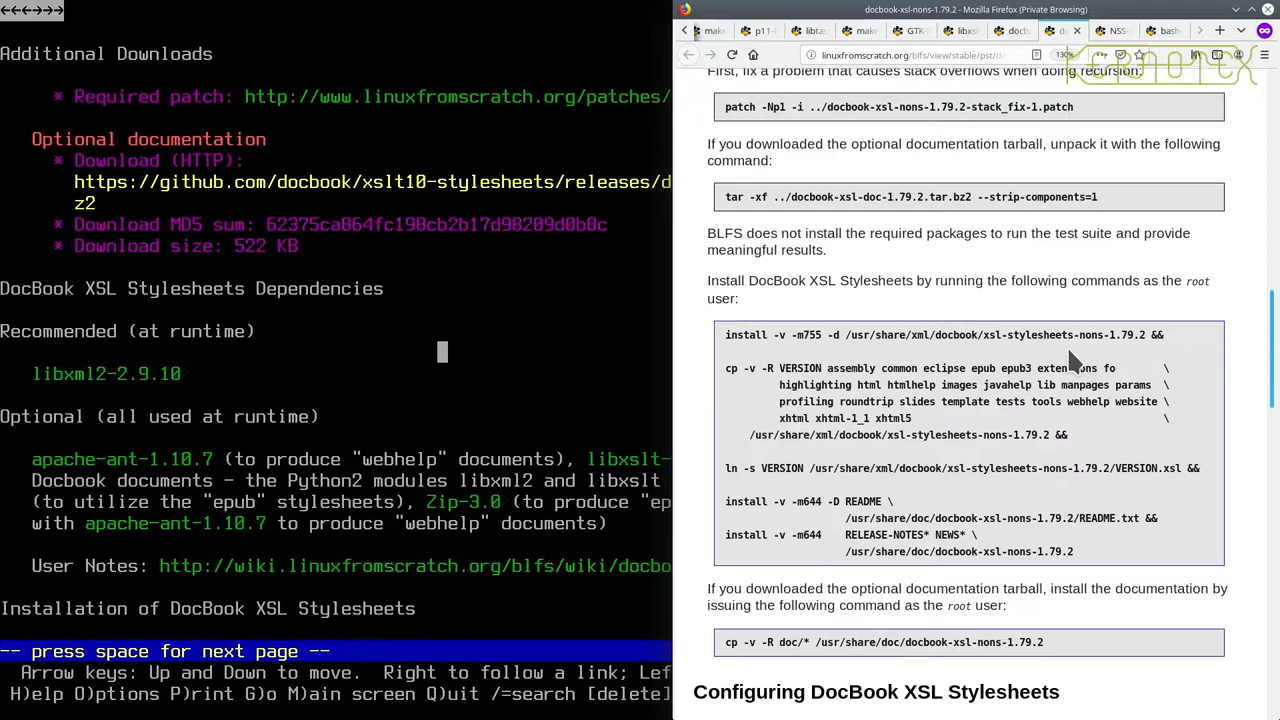 ←←←→→→
Additional Downloads
* Required patch: http://www.linuxfromscratch.org/patches/
Optional documentation
* Download (HTTP):
https://github.com/docbook/xslt10-stylesheets/releases/d
z2
* Download MD5 sum: 62375ca864fc198cb2b17d98209d0b8c
* Download size: 522 KB
DocBook XSL Stylesheets Dependencies
Recommended (at runtime)
libxml2-2.9.10
Optional (all used at runtime)
apache-ant-1.10.7 (to produce "webhelp" documents), libxslt-
Docbook documents - the Python2 modules libxml2 and libxslt
(to utilize the "epub" stylesheets), Zip-3.0 (to produce "ep
with apache-ant-1.10.7 to produce "webhelp" documents)
User Notes: http://wiki.linuxfromscratch.org/blfs/wiki/docbo
Installation of DocBook XSL Stylesheets
-- press space for next page --
Arrow keys: Up and Down to move.  Right to follow a link; Lef
H)elp O)ptions P)rint G)o M)ain screen Q)uit /=search [delete]
docbook-xsl-nons-1.79.2 - Mozilla Firefox (Private Browsing)
make p11-k libtas make GTK- libxsl docbo do NSS- bash
linuxfromscratch.org/blfs/view/stable/pst/do 130%
KERNOTEX
First, fix a problem that causes stack overflows when doing recursion:
patch -Np1 -i ../docbook-xsl-nons-1.79.2-stack_fix-1.patch
If you downloaded the optional documentation tarball, unpack it with the following
command:
tar -xf ../docbook-xsl-doc-1.79.2.tar.bz2 --strip-components=1
BLFS does not install the required packages to run the test suite and provide
meaningful results.
Install DocBook XSL Stylesheets by running the following commands as the root
user:
install -v -m755 -d /usr/share/xml/docbook/xsl-stylesheets-nons-1.79.2 &&
cp -v -R VERSION assembly common eclipse epub epub3 extensions fo \
highlighting html htmlhelp images javahelp lib manpages params \
profiling roundtrip slides template tests tools webhelp website \
xhtml xhtml-1_1 xhtml5 \
/usr/share/xml/docbook/xsl-stylesheets-nons-1.79.2 &&
ln -s VERSION /usr/share/xml/docbook/xsl-stylesheets-nons-1.79.2/VERSION.xsl &&
install -v -m644 -D README \
/usr/share/doc/docbook-xsl-nons-1.79.2/README.txt &&
install -v -m644 RELEASE-NOTES* NEWS* \
/usr/share/doc/docbook-xsl-nons-1.79.2
If you downloaded the optional documentation tarball, install the documentation by
issuing the following command as the root user:
cp -v -R doc/* /usr/share/doc/docbook-xsl-nons-1.79.2
Configuring DocBook XSL Stylesheets